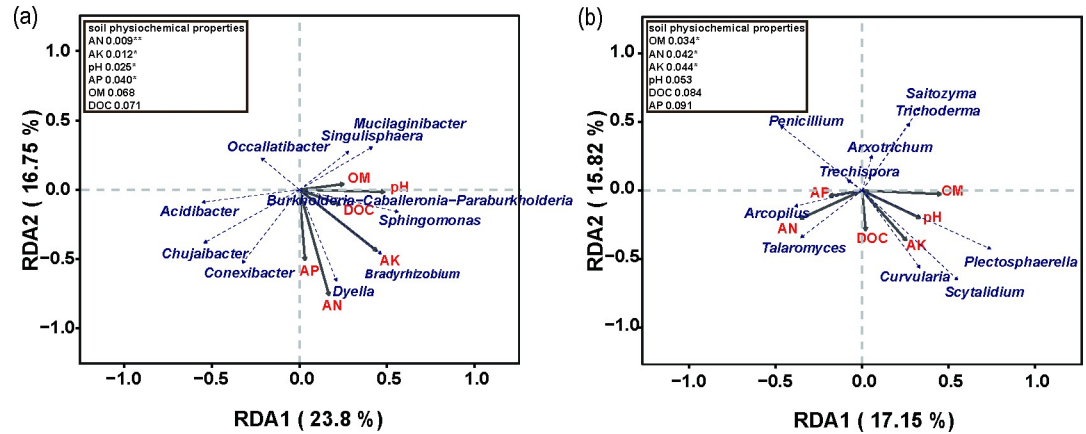 (a)
soil physiochemical properties
AN 0.009**
AK 0.012*
pH 0.025*
AP 0.040*
OM 0.068
DOC 0.071
1.0
0.5
0.0
−0.5
−1.0
RDA2 ( 16.75 %)
Mucilaginibacter
Singulisphaera
Occallatibacter
OM
pH
Burkholderia−Caballeronia−Paraburkholderia
DOC
Acidibacter
Sphingomonas
Chujaibacter
AK
Conexibacter
AP
Bradyrhizobium
Dyella
AN
−1.0 −0.5 0.0 0.5 1.0
RDA1 ( 23.8 %)
(b)
soil physiochemical properties
OM 0.034*
AN 0.042*
AK 0.044*
pH 0.053
DOC 0.084
AP 0.091
1.0
0.5
0.0
−0.5
−1.0
RDA2 ( 15.82 %)
Saitozyma
Trichoderma
Penicillium
Arxotrichum
Trechispora
AP
OM
Arcopilus
pH
AN
DOC
AK
Talaromyces
Plectosphaerella
Curvularia
Scytalidium
−1.0 −0.5 0.0 0.5 1.0
RDA1 ( 17.15 %)